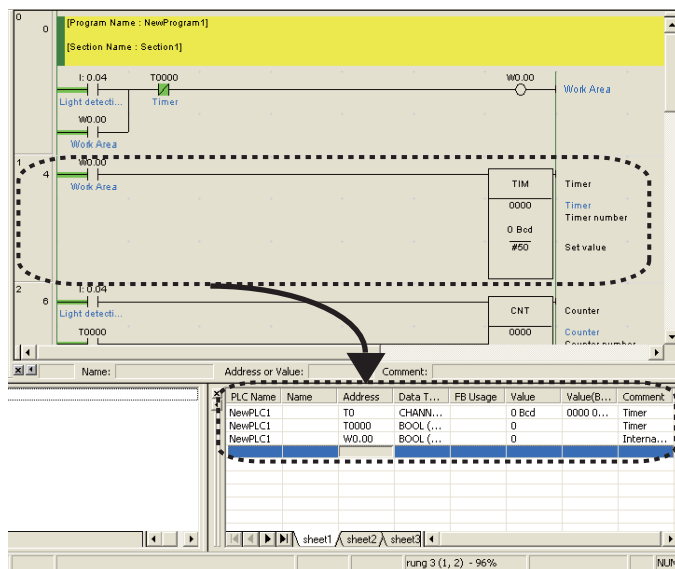 0
0
[Program Name : NewProgram1]
[Section Name : Section1]
I: 0.04 T0000 W0.00
Work Area
Light detecti... Timer
W0.00
Work Area
1
4
W0.00
Work Area
TIM Timer
0000 Timer
Timer number
0 Bcd
#50 Set value
2
6
I: 0.04
Light detecti...
CNT Counter
T0000
0000 Counter
Counter number
Name: Address or Value: Comment:
PLC Name Name Address Data T... FB Usage Value Value(B... Comment
NewPLC1 T0 CHANN... 0 Bcd 0000 0... Timer
NewPLC1 T0000 BOOL (... 0 Timer
NewPLC1 W0.00 BOOL (... 0 Interna...
sheet1 sheet2 sheet3
rung 3 (1, 2) - 96% NUM